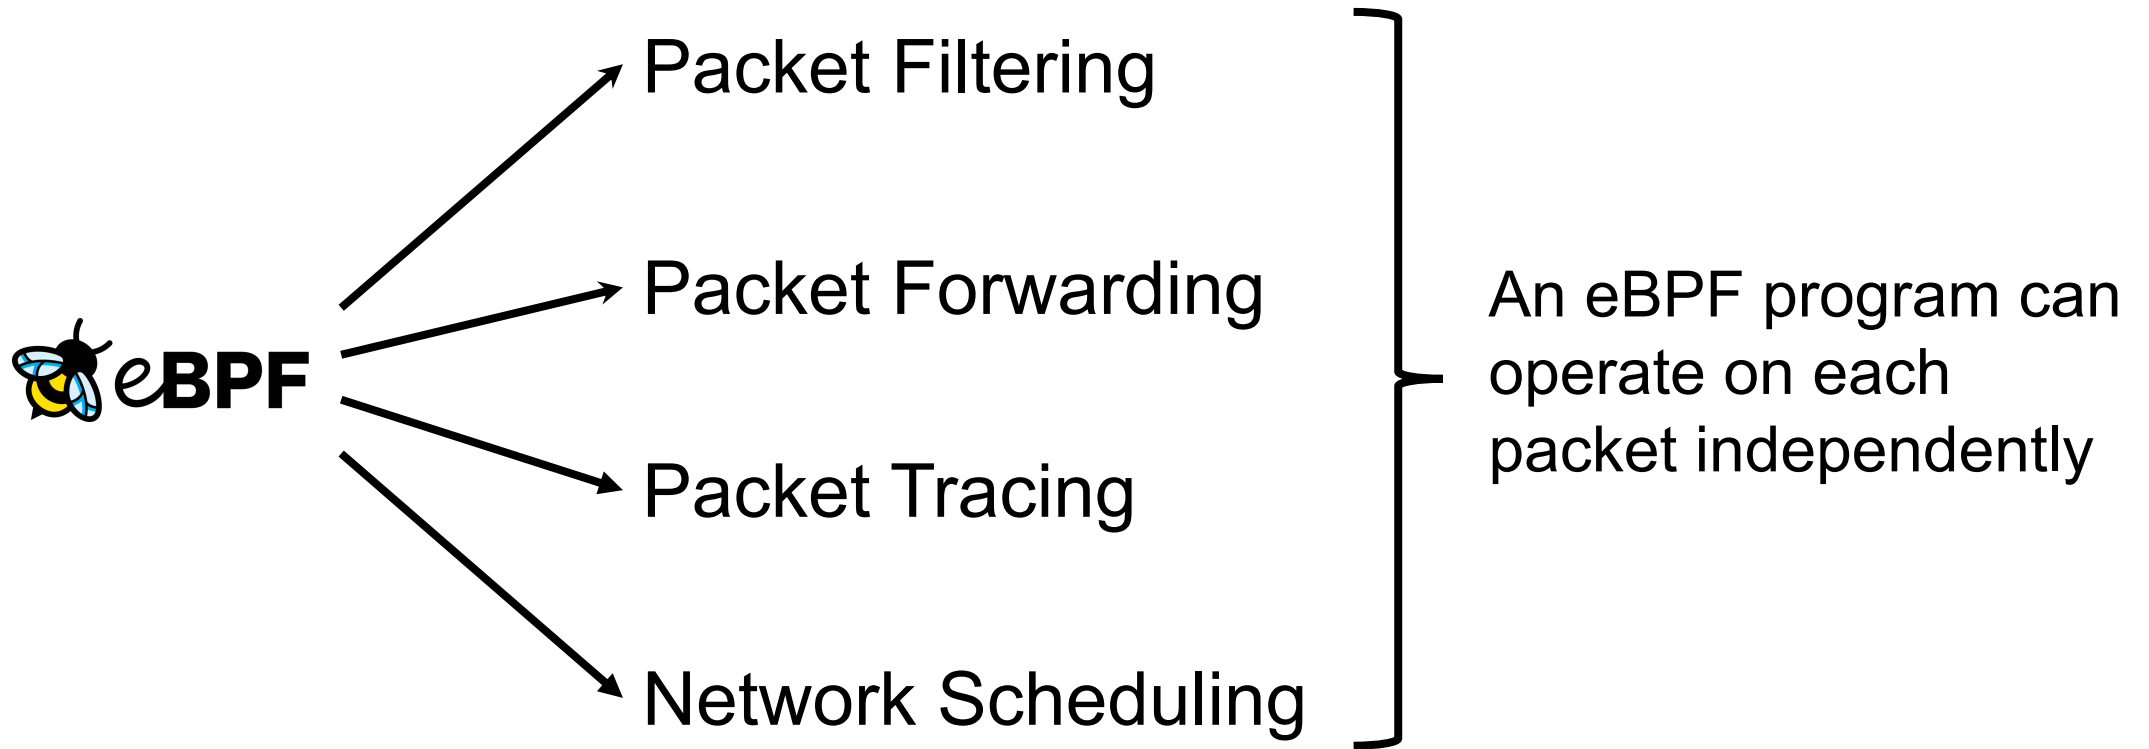 Packet Filtering
Packet Forwarding
eBPF
Packet Tracing
Network Scheduling
An eBPF program can
operate on each
packet independently